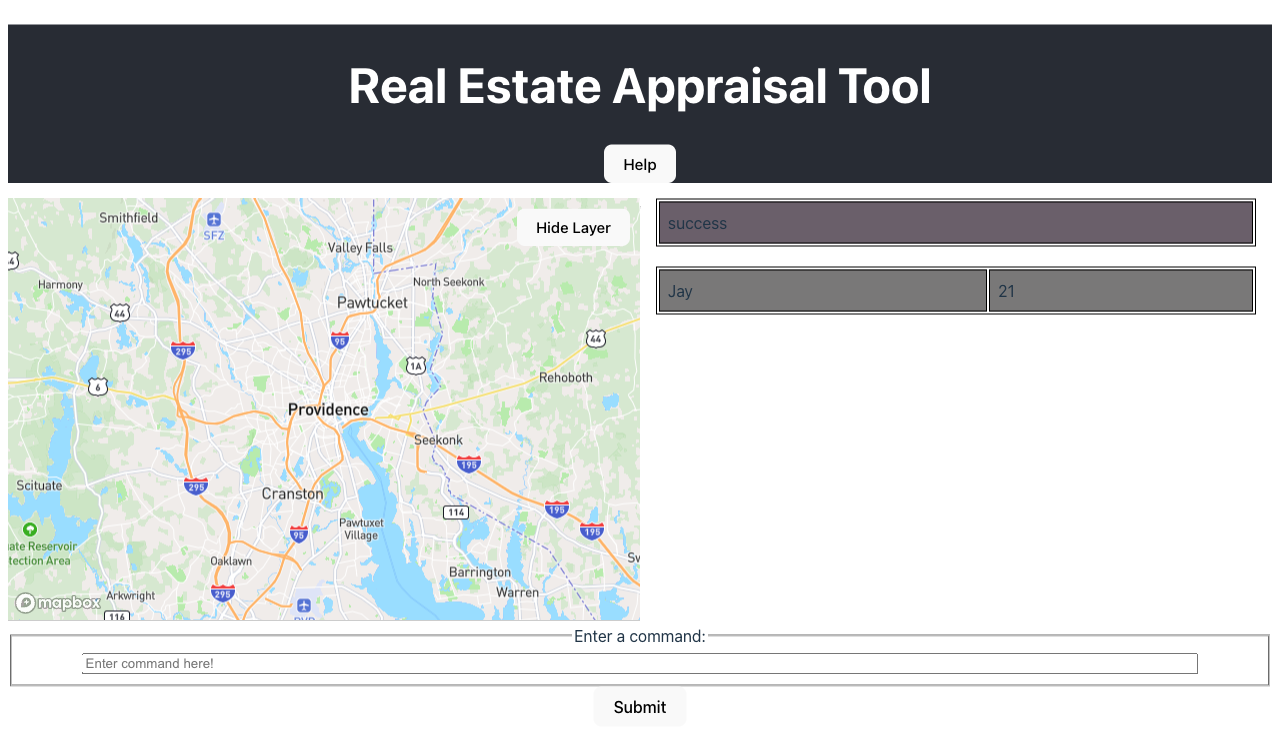 Real Estate Appraisal Tool
Help
Hide Layer
Smithfield
SFZ
Valley Falls
Harmony
North Seekonk
Pawtucket
44
44
95
295
1A
Rehoboth
6
Providence
Seekonk
195
Scituate
295
Cranston
114
195
Pawtuxet
Village
95
195
uate Reservoir
tection Area
Oaklawn
Barrington
Warren
295
Arkwright
mapbox
116
success
Jay 21
Enter a command:
Enter command here!
Submit